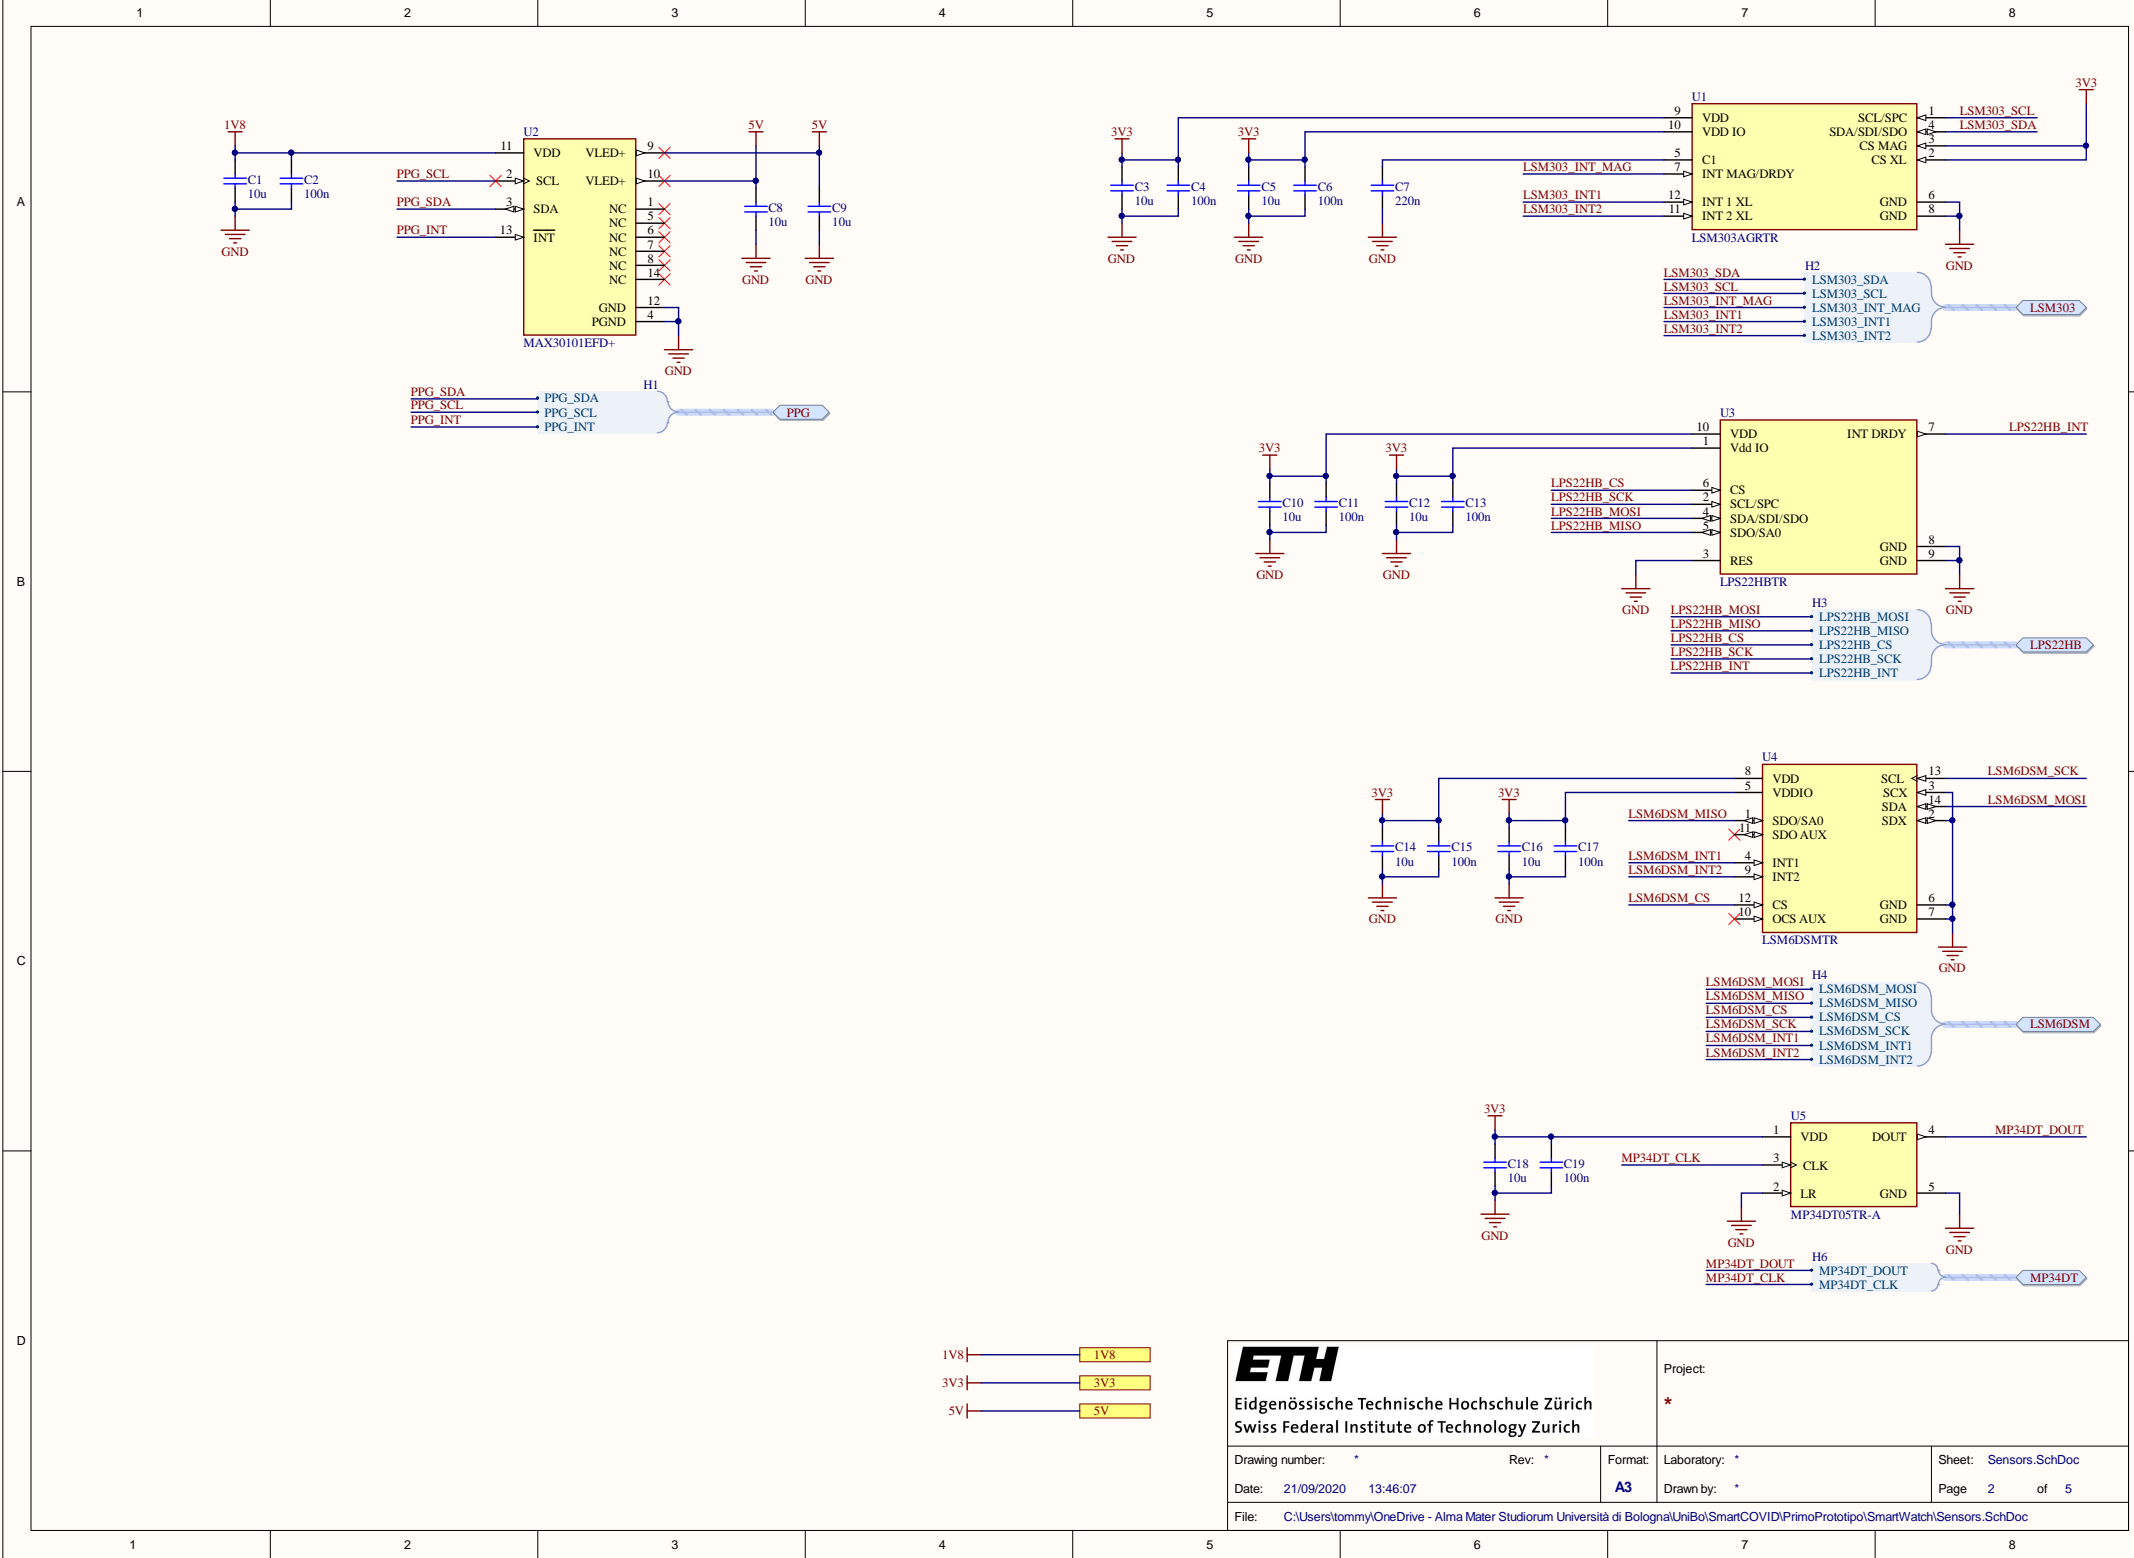 1 2 3 4 5 6 7 8
A
B
C
D
1V8
C1
10u
C2
100n
GND
PPG_SCL
PPG_SDA
PPG_INT
U2
11 VDD VLED+ 9
2 SCL VLED+ 10
3 SDA NC 1
NC 5
13 INT NC 6
NC 7
NC 8
NC 14
GND 12
PGND 4
MAX30101EFD+
GND
5V
C8
10u
GND
5V
C9
10u
GND
H1
PPG_SDA PPG_SDA
PPG_SCL PPG_SCL
PPG_INT PPG_INT
PPG
3V3
C3
10u
C4
100n
GND
3V3
C5
10u
C6
100n
GND
C7
220n
GND
LSM303_INT_MAG
LSM303_INT1
LSM303_INT2
U1
9 VDD SCL/SPC 1
10 VDD IO SDA/SDI/SDO 4
CS MAG 3
5 C1 CS XL 2
7 INT MAG/DRDY
12 INT 1 XL GND 6
11 INT 2 XL GND 8
LSM303AGRTR
LSM303_SCL
LSM303_SDA
3V3
GND
H2
LSM303_SDA LSM303_SDA
LSM303_SCL LSM303_SCL
LSM303_INT_MAG LSM303_INT_MAG
LSM303_INT1 LSM303_INT1
LSM303_INT2 LSM303_INT2
LSM303
3V3
C10
10u
C11
100n
GND
3V3
C12
10u
C13
100n
GND
LPS22HB_CS
LPS22HB_SCK
LPS22HB_MOSI
LPS22HB_MISO
U3
10 VDD INT DRDY 7
1 Vdd IO
6 CS
2 SCL/SPC
4 SDA/SDI/SDO
5 SDO/SA0
GND 8
3 RES GND 9
LPS22HBTR
LPS22HB_INT
GND
GND
H3
LPS22HB_MOSI LPS22HB_MOSI
LPS22HB_MISO LPS22HB_MISO
LPS22HB_CS LPS22HB_CS
LPS22HB_SCK LPS22HB_SCK
LPS22HB_INT LPS22HB_INT
LPS22HB
3V3
C14
10u
C15
100n
GND
3V3
C16
10u
C17
100n
GND
LSM6DSM_MISO
LSM6DSM_INT1
LSM6DSM_INT2
LSM6DSM_CS
U4
8 VDD SCL 13
5 VDDIO SCX 3
SDA 14
1 SDO/SA0 SDX 2
11 SDO AUX
4 INT1
9 INT2
12 CS GND 6
10 OCS AUX GND 7
LSM6DSMTR
LSM6DSM_SCK
LSM6DSM_MOSI
GND
H4
LSM6DSM_MOSI LSM6DSM_MOSI
LSM6DSM_MISO LSM6DSM_MISO
LSM6DSM_CS LSM6DSM_CS
LSM6DSM_SCK LSM6DSM_SCK
LSM6DSM_INT1 LSM6DSM_INT1
LSM6DSM_INT2 LSM6DSM_INT2
LSM6DSM
3V3
C18
10u
C19
100n
GND
MP34DT_CLK
U5
1 VDD DOUT 4
3 CLK
2 LR GND 5
MP34DT05TR-A
MP34DT_DOUT
GND
GND
H6
MP34DT_DOUT MP34DT_DOUT
MP34DT_CLK MP34DT_CLK
MP34DT
1V8 1V8
3V3 3V3
5V 5V
ETH
Eidgenössische Technische Hochschule Zürich
Swiss Federal Institute of Technology Zurich
Project:
*
Drawing number: * Rev: * Format: Laboratory: * Sheet: Sensors.SchDoc
Date: 21/09/2020 13:46:07 A3 Drawn by: * Page 2 of 5
File: C:\Users\tommy\OneDrive - Alma Mater Studiorum Università di Bologna\UniBo\SmartCOVID\PrimoPrototipo\SmartWatch\Sensors.SchDoc
1 2 3 4 5 6 7 8